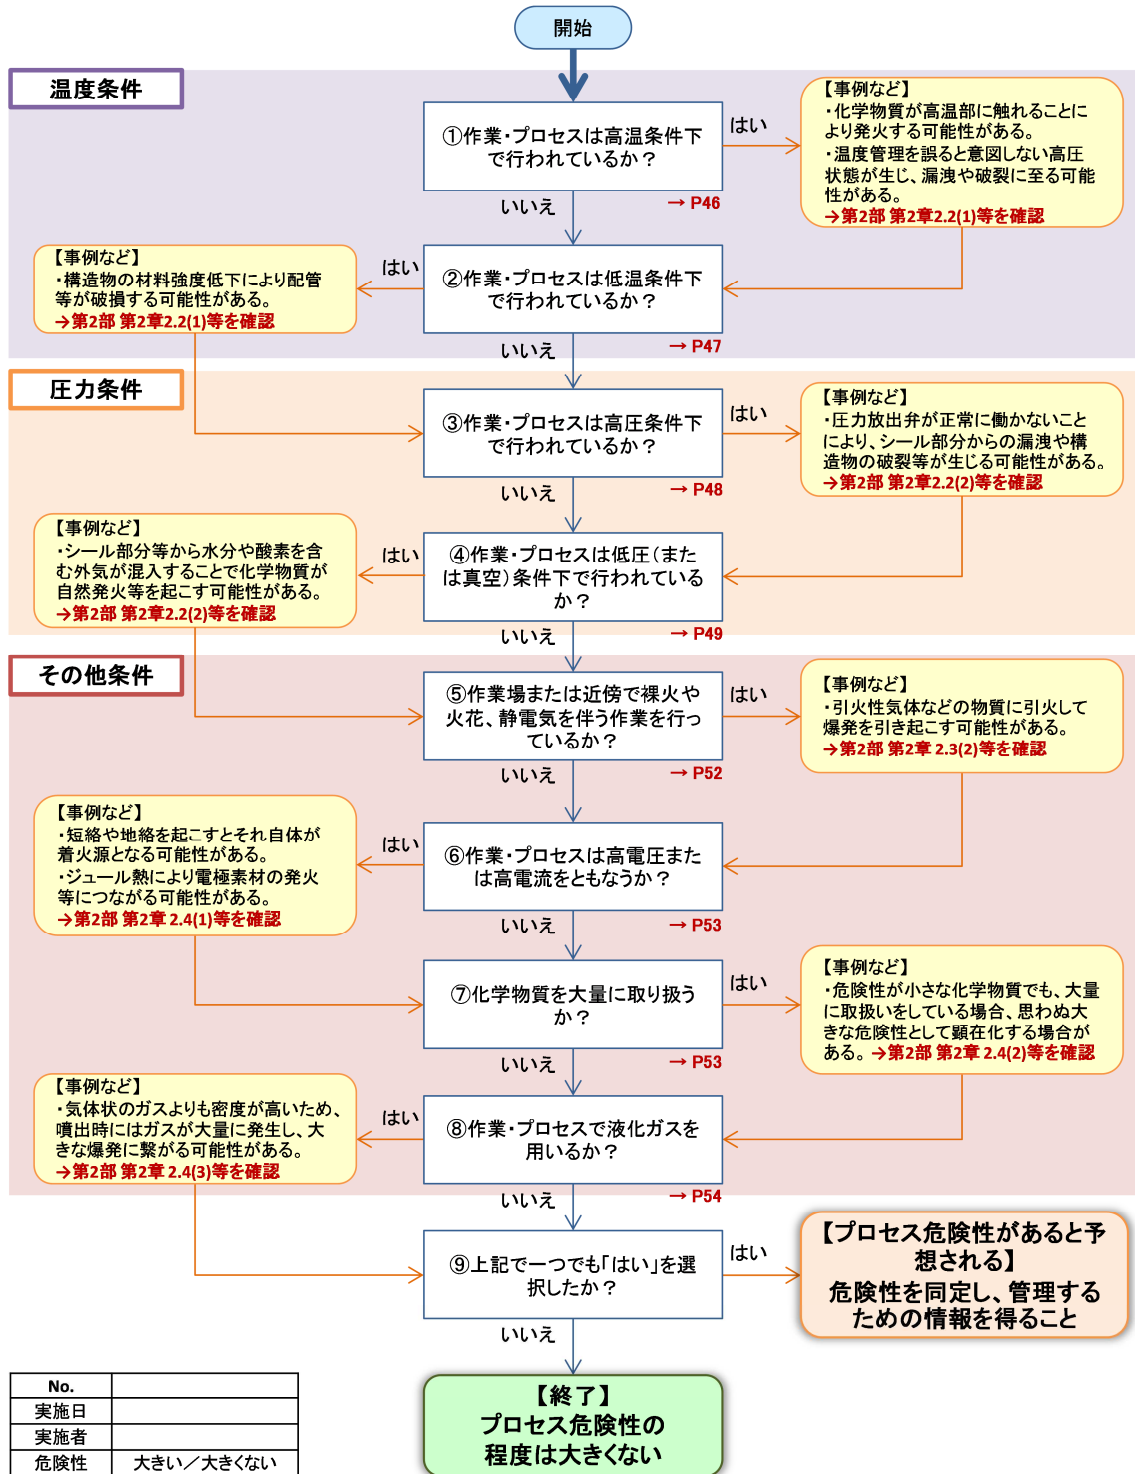 開始
温度条件
①作業・プロセスは高温条件下
で行われているか？
はい
【事例など】
・化学物質が高温部に触れることに
より発火する可能性がある。
・温度管理を誤ると意図しない高圧
状態が生じ、漏洩や破裂に至る可能
性がある。
→第2部 第2章2.2(1)等を確認
いいえ
→ P46
②作業・プロセスは低温条件下
で行われているか？
はい
【事例など】
・構造物の材料強度低下により配管
等が破損する可能性がある。
→第2部 第2章2.2(1)等を確認
いいえ
→ P47
圧力条件
③作業・プロセスは高圧条件下
で行われているか？
はい
【事例など】
・圧力放出弁が正常に働かないこと
により、シール部分からの漏洩や構
造物の破裂等が生じる可能性がある。
→第2部 第2章2.2(2)等を確認
いいえ
→ P48
④作業・プロセスは低圧（また
は真空）条件下で行われている
か？
はい
【事例など】
・シール部分等から水分や酸素を含
む外気が混入することで化学物質が
自然発火等を起こす可能性がある。
→第2部 第2章2.2(2)等を確認
いいえ
→ P49
その他条件
⑤作業場または近傍で裸火や
火花、静電気を伴う作業を行っ
ているか？
はい
【事例など】
・引火性気体などの物質に引火して
爆発を引き起こす可能性がある。
→第2部 第2章 2.3(2)等を確認
いいえ
→ P52
⑥作業・プロセスは高電圧また
は高電流をともなうか？
はい
【事例など】
・短絡や地絡を起こすとそれ自体が
着火源となる可能性がある。
・ジュール熱により電極素材の発火
等につながる可能性がある。
→第2部 第2章 2.4(1)等を確認
いいえ
→ P53
⑦化学物質を大量に取り扱う
か？
はい
【事例など】
・危険性が小さな化学物質でも、大量
に取扱いをしている場合、思わぬ大
きな危険性として顕在化する場合が
ある。→第2部 第2章 2.4(2)等を確認
いいえ
→ P53
⑧作業・プロセスで液化ガスを
用いるか？
はい
【事例など】
・気体状のガスよりも密度が高いため、
噴出時にはガスが大量に発生し、大
きな爆発に繋がる可能性がある。
→第2部 第2章 2.4(3)等を確認
いいえ
→ P54
⑨上記で一つでも「はい」を選
択したか？
はい
【プロセス危険性があると予
想される】
危険性を同定し、管理する
ための情報を得ること
いいえ
【終了】
プロセス危険性の
程度は大きくない
No.
実施日
実施者
危険性 大きい／大きくない